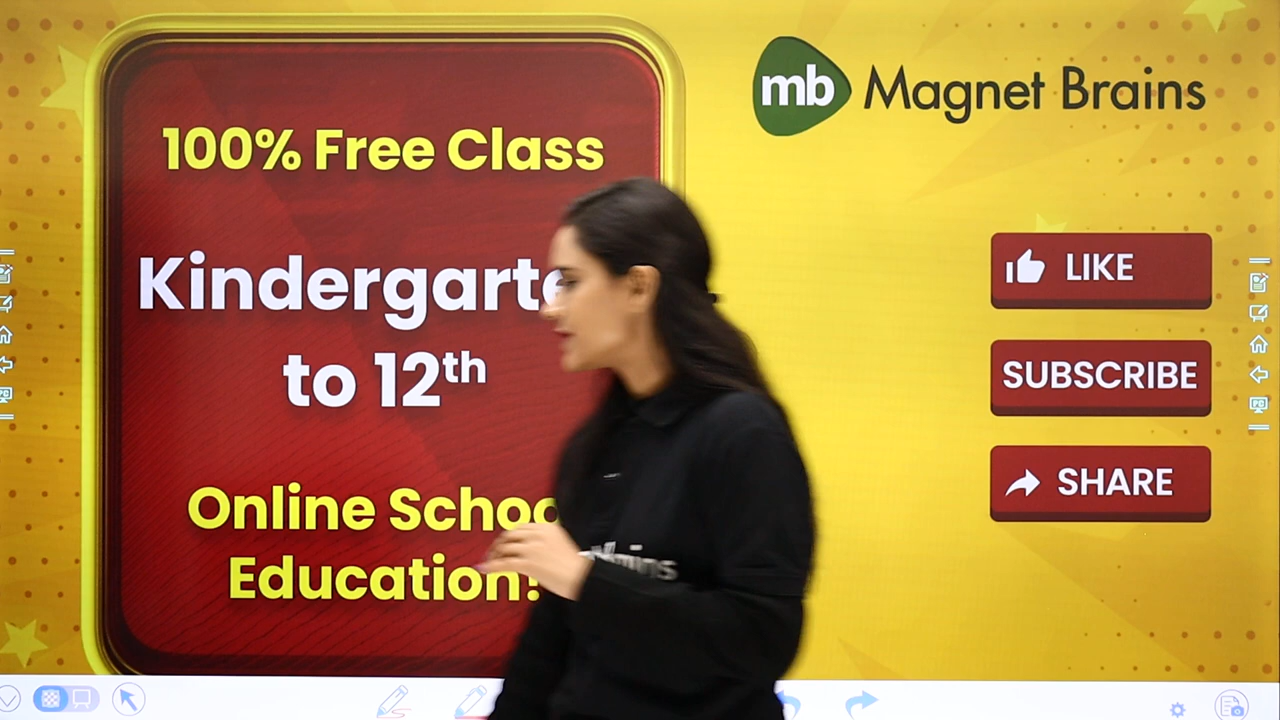 100% Free Class
mb Magnet Brains
Kindergarte
to 12th
Online Schoo
Education!
LIKE
SUBSCRIBE
SHARE